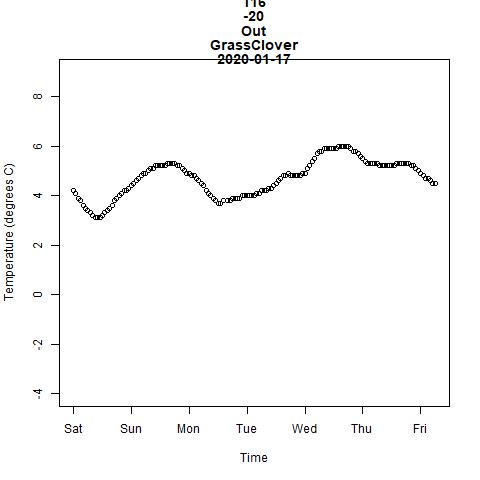 T16
-20
Out
GrassClover
2020-01-17
8
6
4
2
0
-2
-4
Temperature (degrees C)
Sat Sun Mon Tue Wed Thu Fri
Time